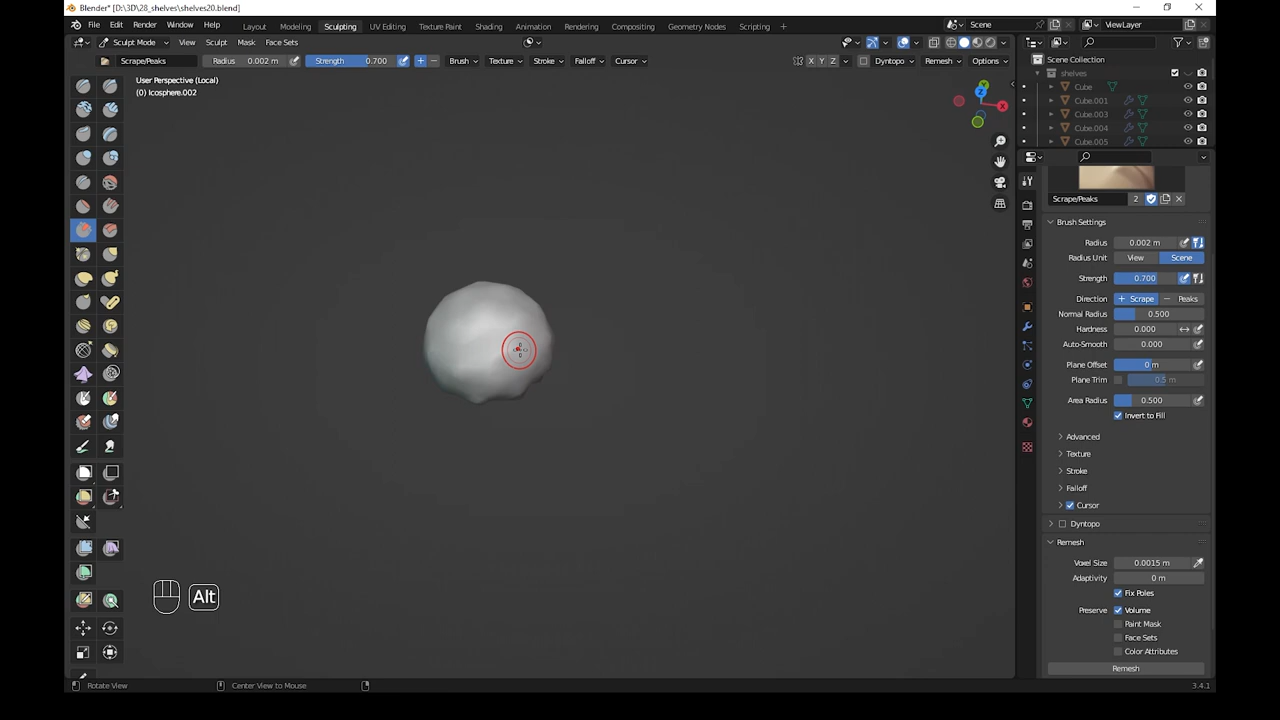 Blender* [D:\3D\28_shelves\shelves20.blend]
File Edit Render Window Help Layout Modeling Sculpting UV Editing Texture Paint Shading Animation Rendering Compositing Geometry Nodes Scripting Scene ViewLayer
Sculpt Mode View Sculpt Mask Face Sets
Scrape/Peaks Radius 0.002 m Strength 0.700 + − Brush Texture Stroke Falloff Cursor X Y Z Dyntopo Remesh Options
User Perspective (Local)
(0) Icosphere.002
Y
Z
X
Scene Collection
shelves
Cube
Cube.001
Cube.003
Cube.004
Cube.005
Scrape/Peaks 2
Brush Settings
Radius 0.002 m
Radius Unit View Scene
Strength 0.700
Direction + Scrape − Peaks
Normal Radius 0.500
Hardness 0.000
Auto-Smooth 0.000
Plane Offset 0 m
Plane Trim 0.5 m
Area Radius 0.500
Invert to Fill
Advanced
Texture
Stroke
Falloff
Cursor
Dyntopo
Remesh
Voxel Size 0.0015 m
Adaptivity 0 m
Fix Poles
Preserve Volume
Paint Mask
Face Sets
Color Attributes
Remesh
Alt
Rotate View Center View to Mouse 3.4.1